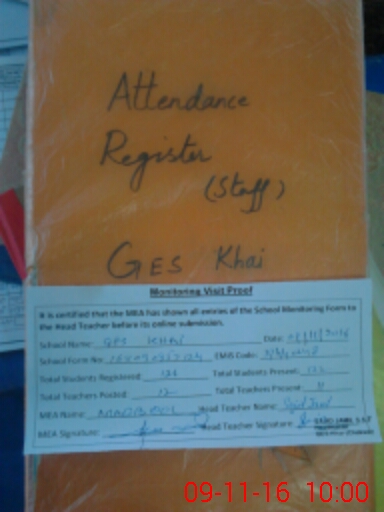 Attendance
Register
(Staff)
GES Khai
Monitoring Visit Proof
It is certified that the MEA has shown all entries of the School Monitoring Form to
the Head Teacher before its online submission.
School Name: GES KHAI Date:
School Form No: EMIS Code:
Total Students Registered: Total Students Present:
Total Teachers Posted: 12 Total Teachers Present:
MEA Name: Head Teacher Name:
MEA Signature: Head Teacher Signature:
09-11-16 10:00